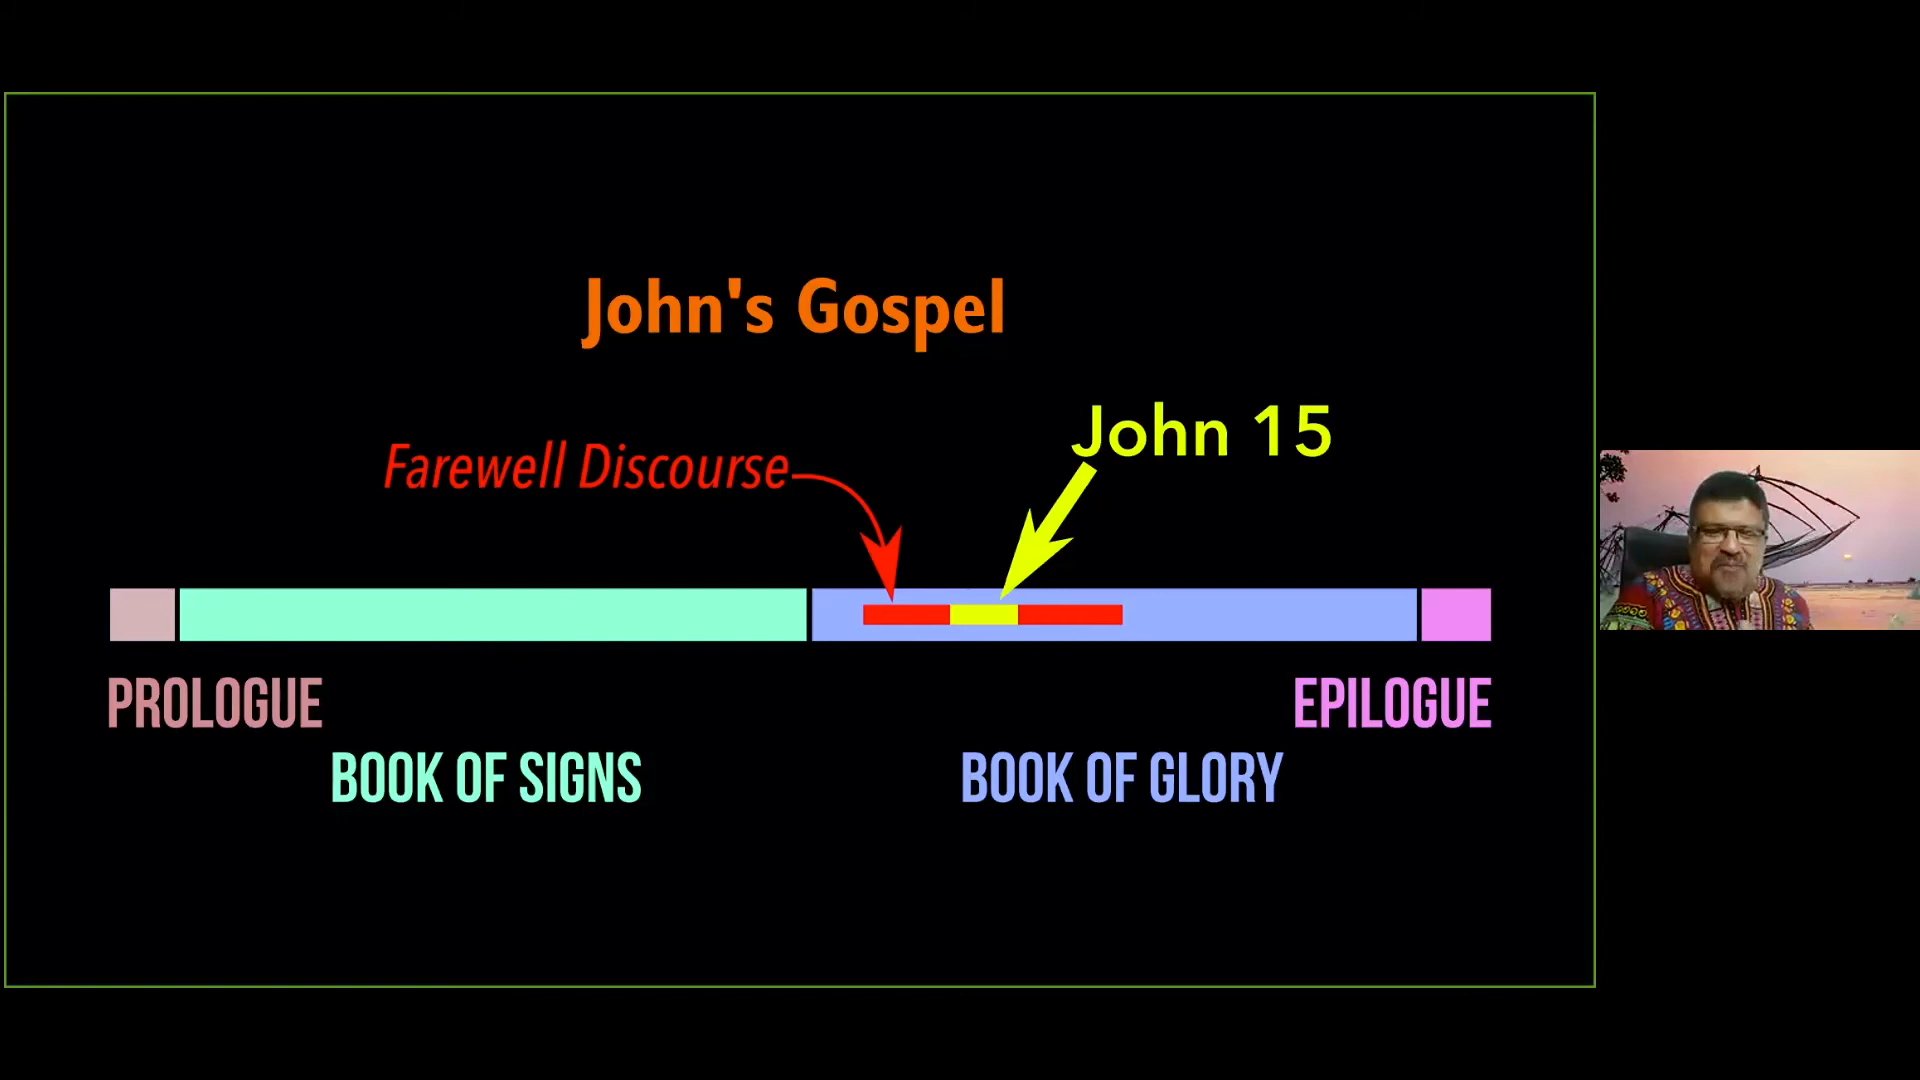 John's Gospel
John 15
Farewell Discourse
PROLOGUE
EPILOGUE
BOOK OF SIGNS
BOOK OF GLORY